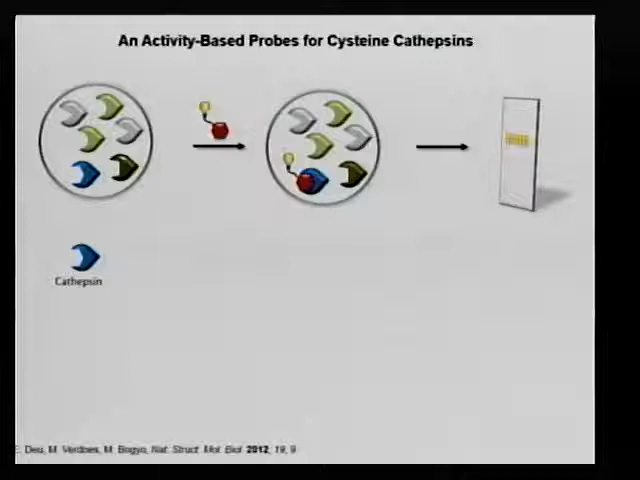 An Activity-Based Probes for Cysteine Cathepsins
Cathepsin
E. Deu, M. Verdoes, M. Bogyo, Nat. Struct. Mol. Biol. 2012, 19, 9